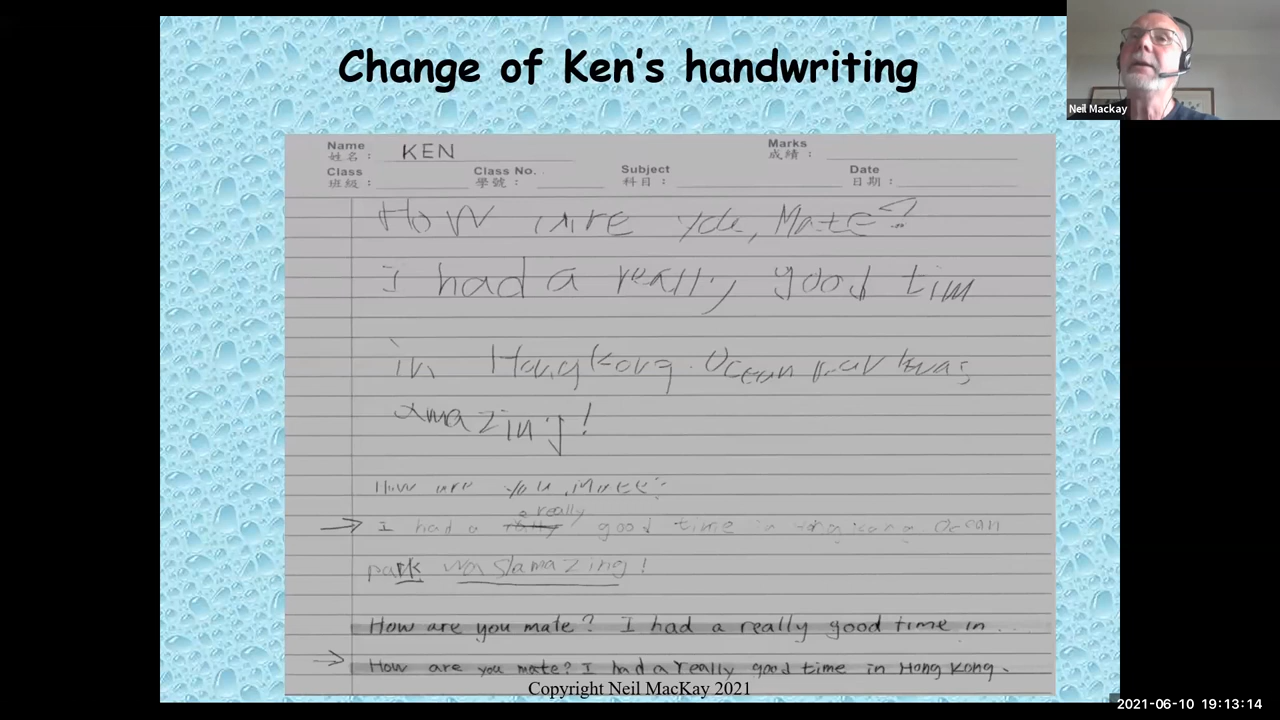 Change of Ken's handwriting
Neil Mackay
Name
姓名: KEN
Marks
成績:
Class
班級:
Class No.
學號:
Subject
科目:
Date
日期:
How are you, Mate?
I had a really good tim
in Hong Kong. Ocean park was
amazing!
How are you, Mate?
really
I had a really good time in Hong Kong Ocean
park was amazing!
How are you mate? I had a really good time in...
How are you mate? I had a really good time in Hong Kong.
Copyright Neil MacKay 2021
2021-06-10 19:13:14